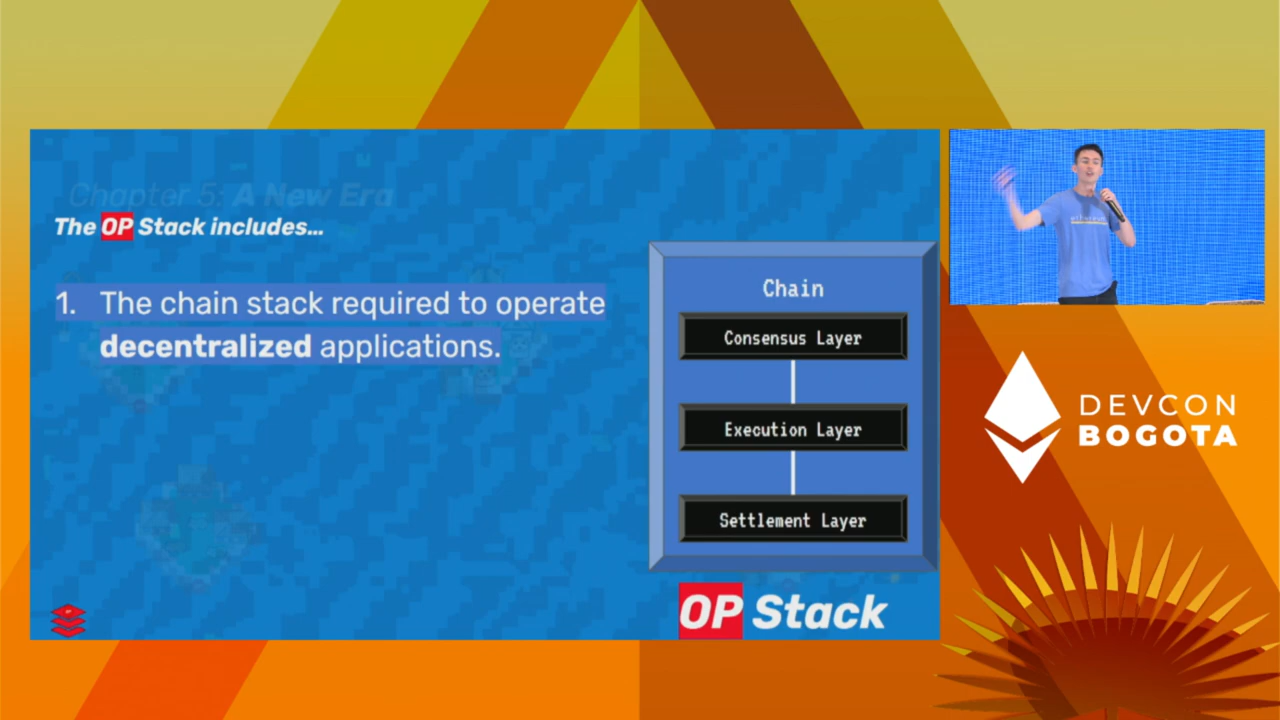 Chapter 5: A New Era
The OP Stack includes...
1. The chain stack required to operate
decentralized applications.
Chain
Consensus Layer
Execution Layer
Settlement Layer
OP Stack
DEVCON
BOGOTA